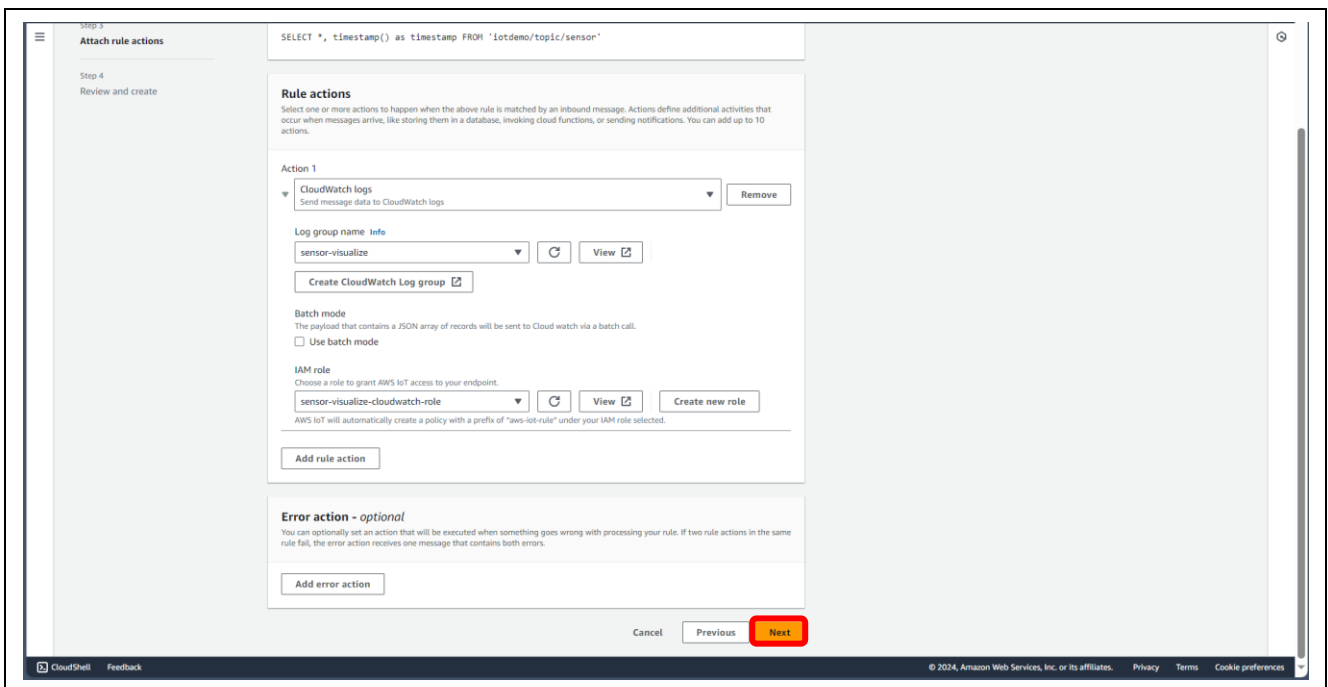 Step 3
Attach rule actions
Step 4
Review and create
SELECT *, timestamp() as timestamp FROM 'iotdemo/topic/sensor'
Rule actions
Select one or more actions to happen when the above rule is matched by an inbound message. Actions define additional activities that
occur when messages arrive, like storing them in a database, invoking cloud functions, or sending notifications. You can add up to 10
actions.
Action 1
CloudWatch logs
Send message data to CloudWatch logs
Remove
Log group name Info
sensor-visualize
View
Create CloudWatch Log group
Batch mode
The payload that contains a JSON array of records will be sent to Cloud watch via a batch call.
Use batch mode
IAM role
Choose a role to grant AWS IoT access to your endpoint.
sensor-visualize-cloudwatch-role
View
Create new role
AWS IoT will automatically create a policy with a prefix of "aws-iot-rule" under your IAM role selected.
Add rule action
Error action - optional
You can optionally set an action that will be executed when something goes wrong with processing your rule. If two rule actions in the same
rule fail, the error action receives one message that contains both errors.
Add error action
Cancel Previous Next
CloudShell Feedback © 2024, Amazon Web Services, Inc. or its affiliates. Privacy Terms Cookie preferences